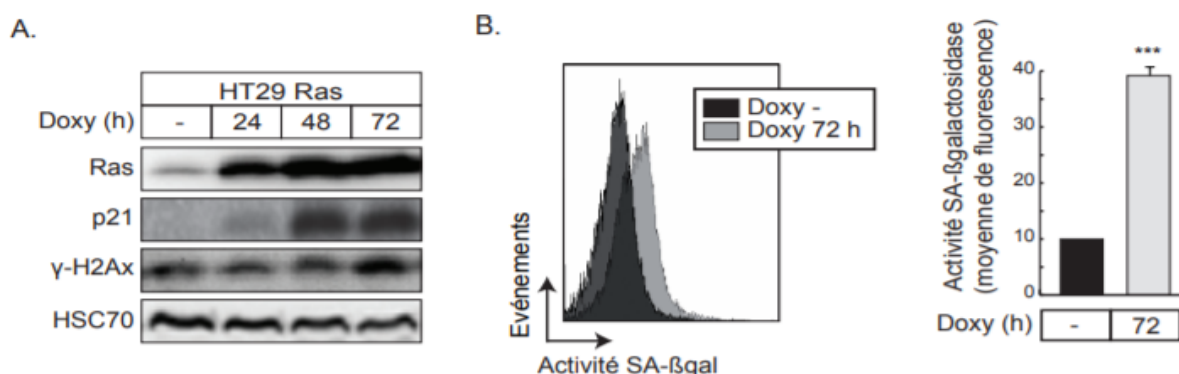 A.
HT29 Ras
Doxy (h) - 24 48 72
Ras
p21
γ-H2Ax
HSC70
B.
Doxy -
Doxy 72 h
Evénements
Activité SA-ßgal
Activité SA-ßgalactosidase
(moyenne de fluorescence)
***
40
30
20
10
0
Doxy (h) - 72